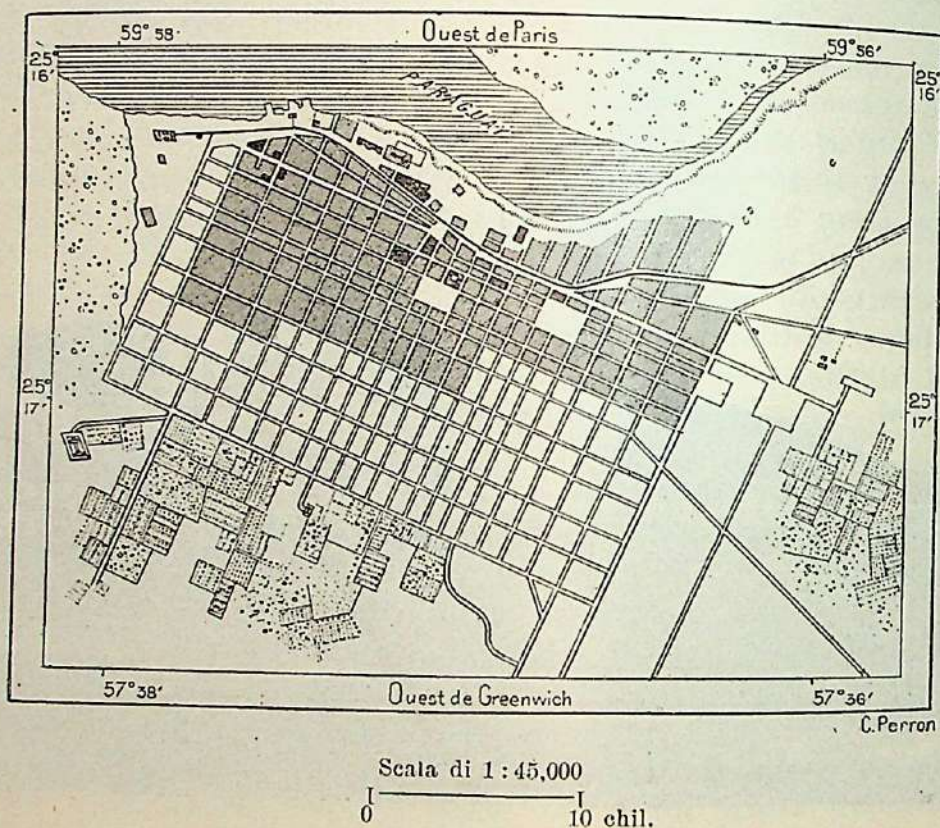 59° 58'
Ouest de Paris
59° 56'
25°
16'
25°
16'
PARAGUAY
25°
17'
25°
17'
57° 38'
Ouest de Greenwich
57° 36'
C. Perron
Scala di 1 : 45,000
0
10 chil.